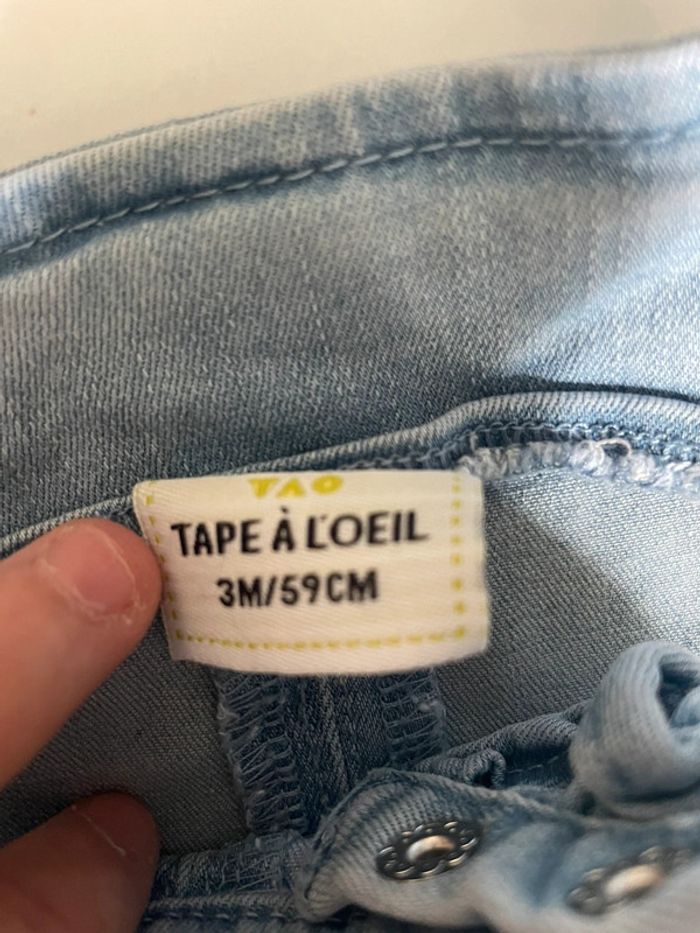 TAO
TAPE À L'OEIL
3M/59CM